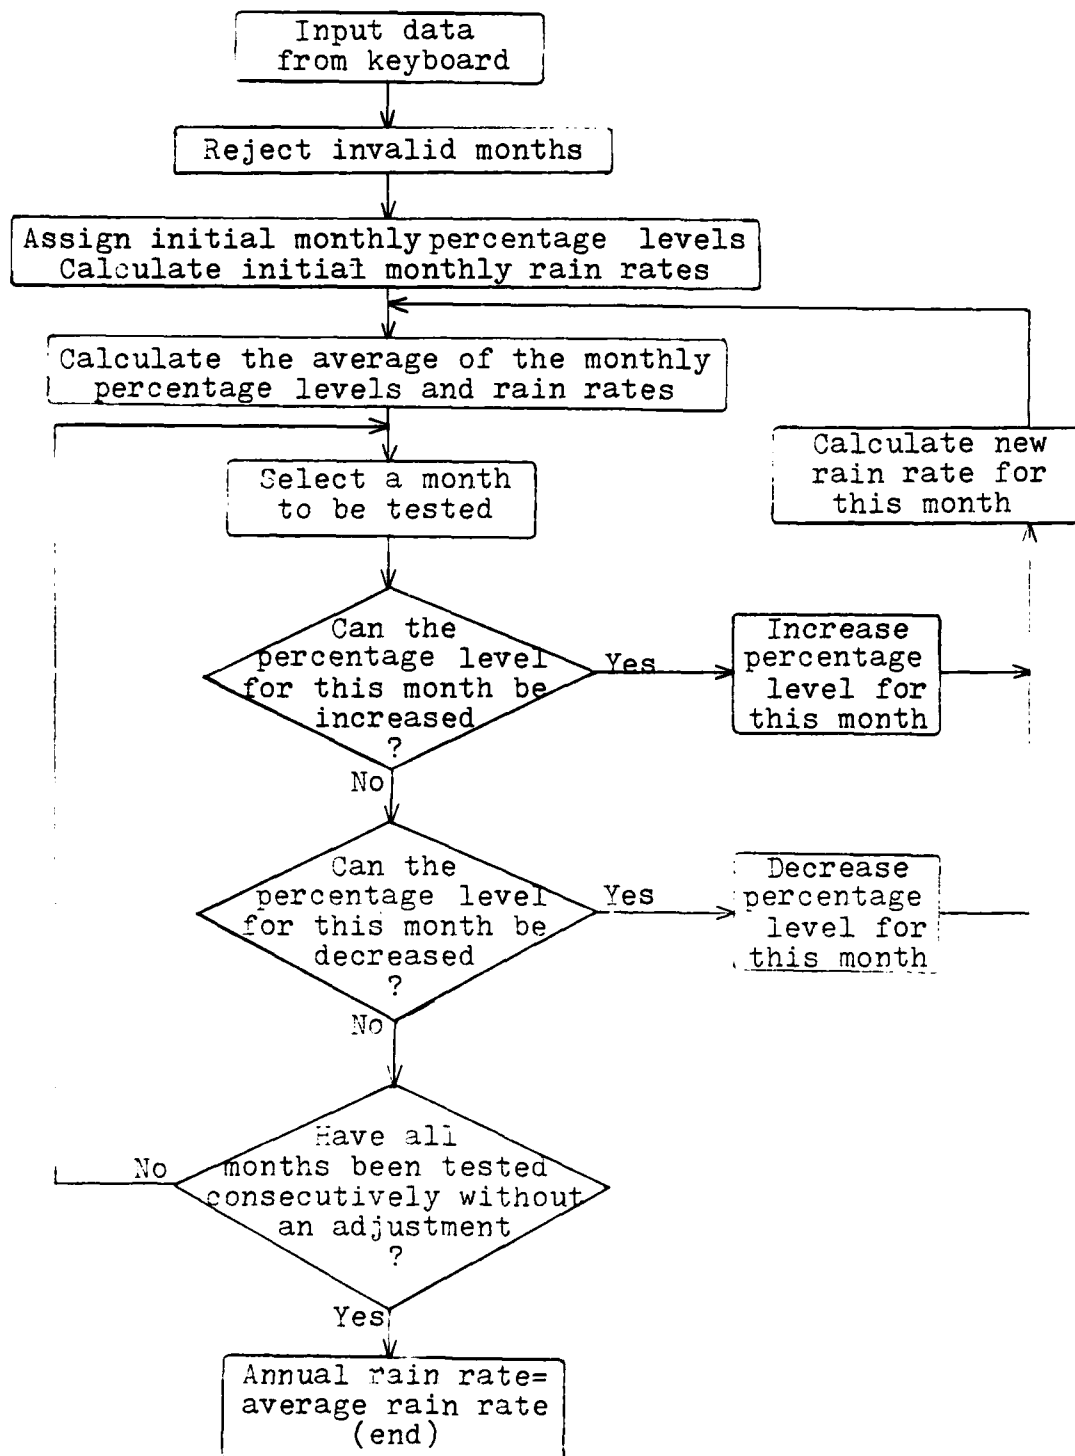 Input data
from keyboard
Reject invalid months
Assign initial monthly percentage levels
Calculate initial monthly rain rates
Calculate the average of the monthly
percentage levels and rain rates
Select a month
to be tested
Calculate new
rain rate for
this month
Can the
percentage level
for this month be
increased
?
Yes
Increase
percentage
level for
this month
No
Can the
percentage level
for this month be
decreased
?
Yes
Decrease
percentage
level for
this month
No
Have all
months been tested
consecutively without
an adjustment
?
No
Yes
Annual rain rate=
average rain rate
(end)